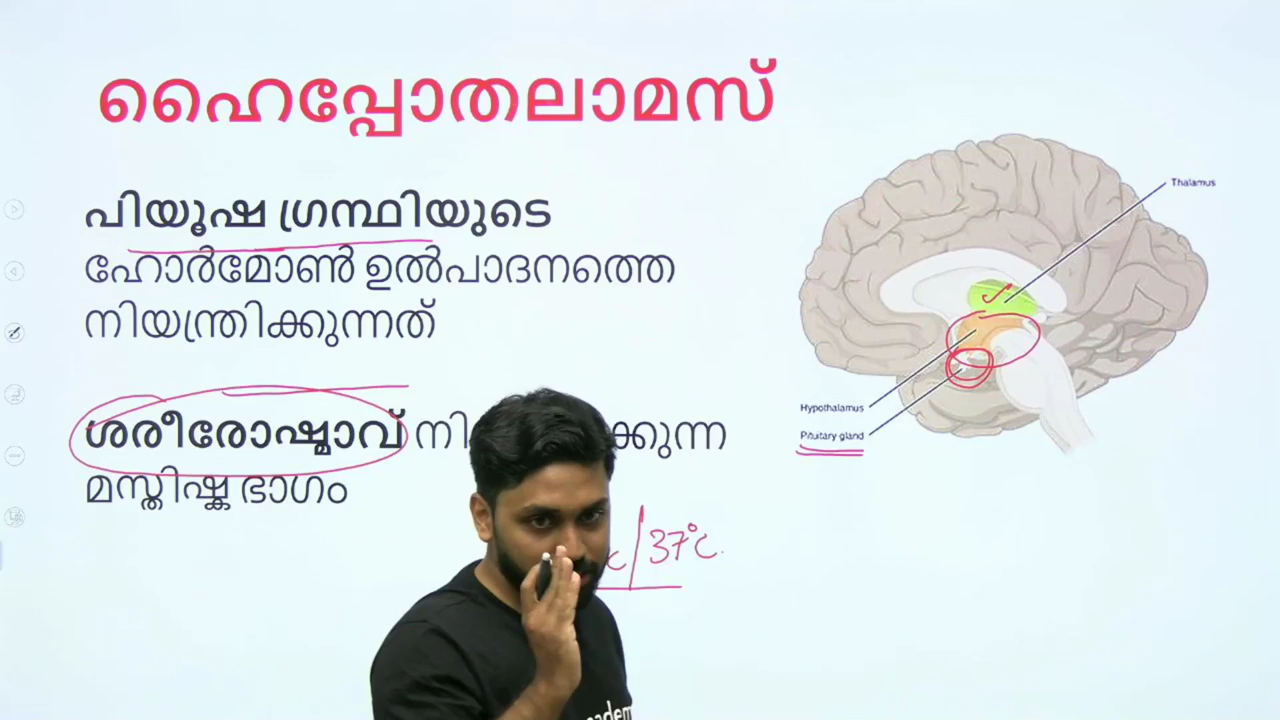 ഹൈപ്പോതലാമസ്
പിയൂഷ ഗ്രന്ഥിയുടെ
ഹോർമോൺ ഉൽപാദനത്തെ
നിയന്ത്രിക്കുന്നത്
ശരീരോഷ്മാവ്
മസ്തിഷ്ക ഭാഗം
Thalamus
Hypothalamus
Pituitary gland
c / 37°c.